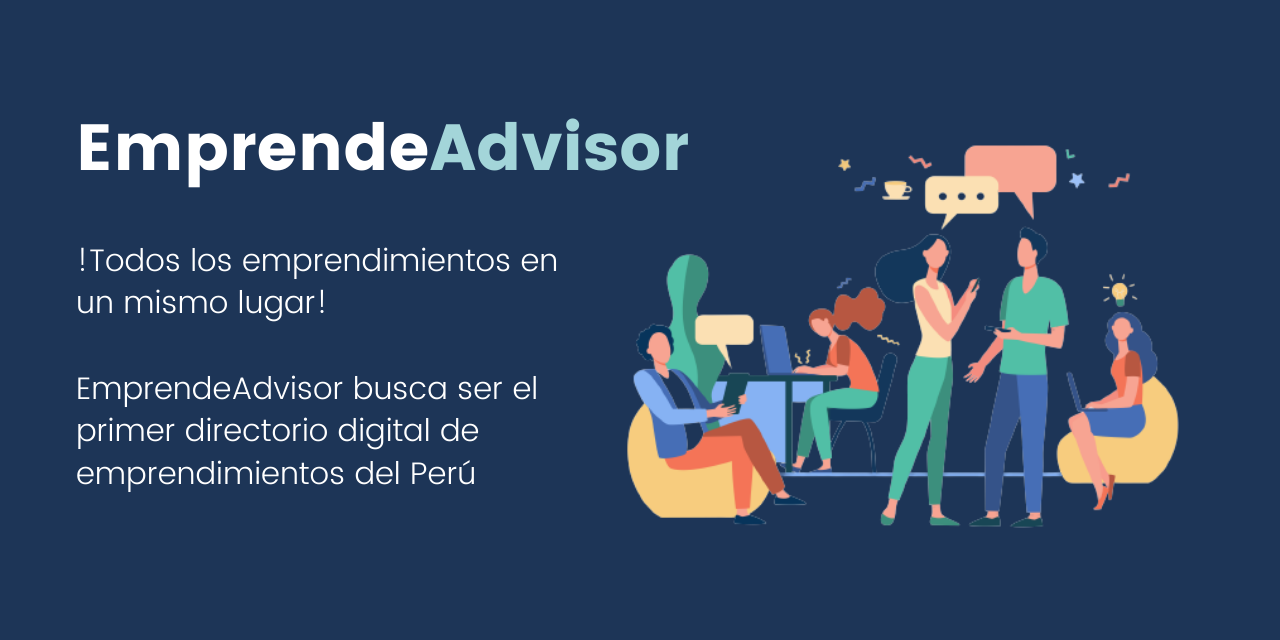 EmprendeAdvisor
!Todos los emprendimientos en
un mismo lugar!
EmprendeAdvisor busca ser el
primer directorio digital de
emprendimientos del Perú